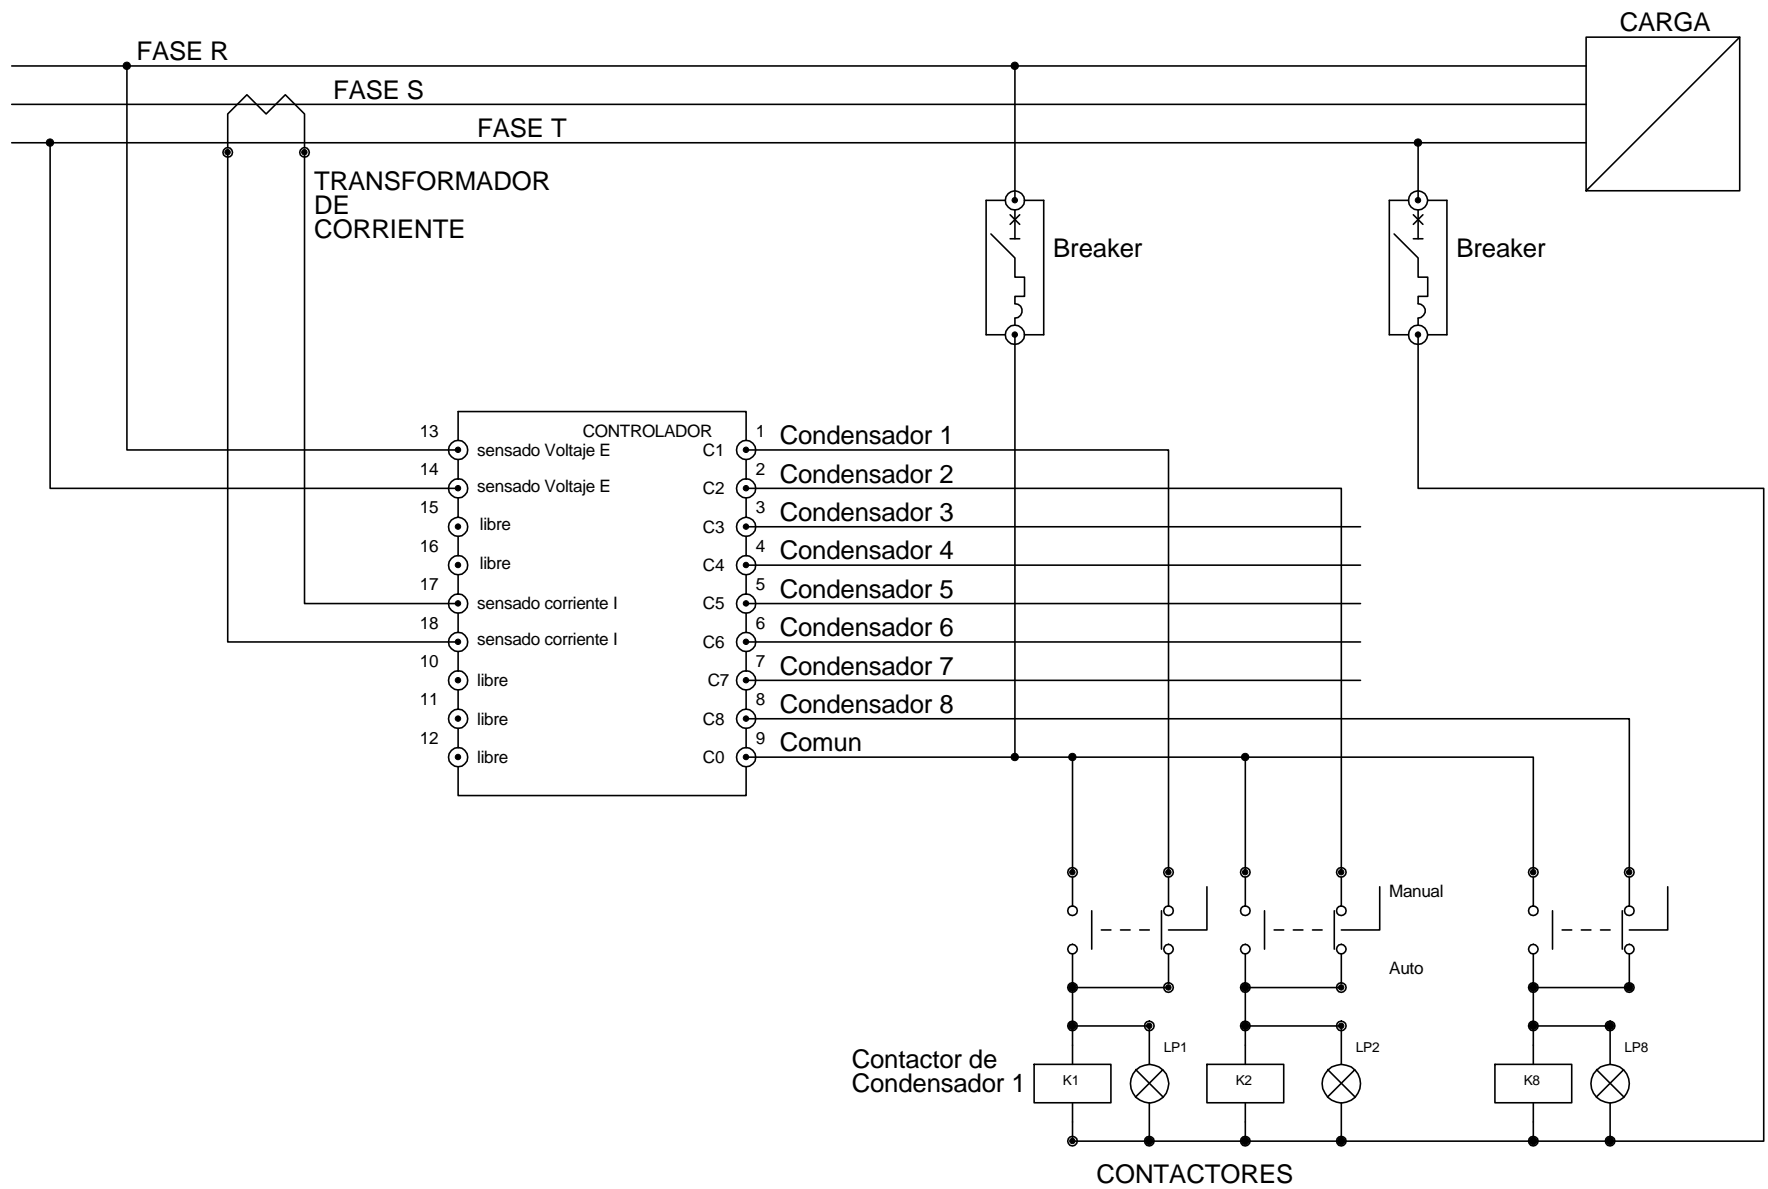 CARGA
FASE R
FASE S
FASE T
TRANSFORMADOR
DE
CORRIENTE
Breaker
Breaker
CONTROLADOR
13
sensado Voltaje E
14
sensado Voltaje E
15
libre
16
libre
17
sensado corriente I
18
sensado corriente I
10
libre
11
libre
12
libre
C1
1
Condensador 1
C2
2
Condensador 2
C3
3
Condensador 3
C4
4
Condensador 4
C5
5
Condensador 5
C6
6
Condensador 6
C7
7
Condensador 7
C8
8
Condensador 8
C0
9
Comun
Manual
Auto
Contactor de
Condensador 1
K1
LP1
K2
LP2
K8
LP8
CONTACTORES